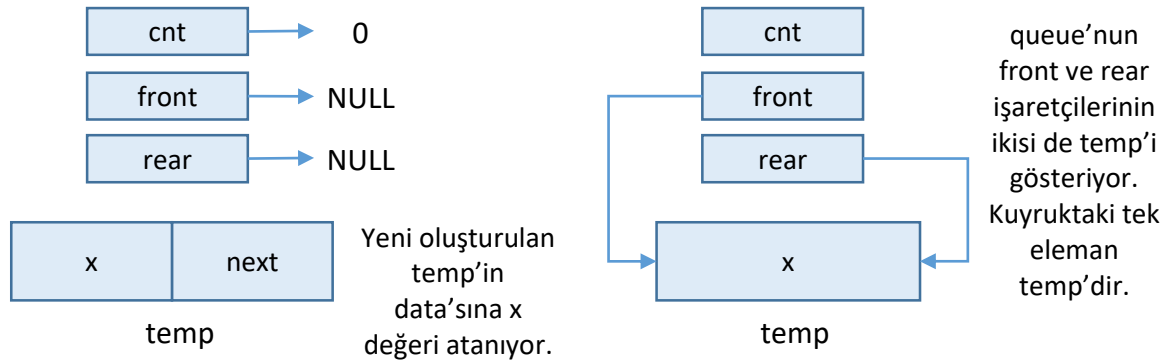 cnt
0
front
NULL
rear
NULL
x
next
temp
Yeni oluşturulan
temp’in
data’sına x
değeri atanıyor.
cnt
front
rear
x
temp
queue’nun
front ve rear
işaretçilerinin
ikisi de temp’i
gösteriyor.
Kuyruktaki tek
eleman
temp’dir.